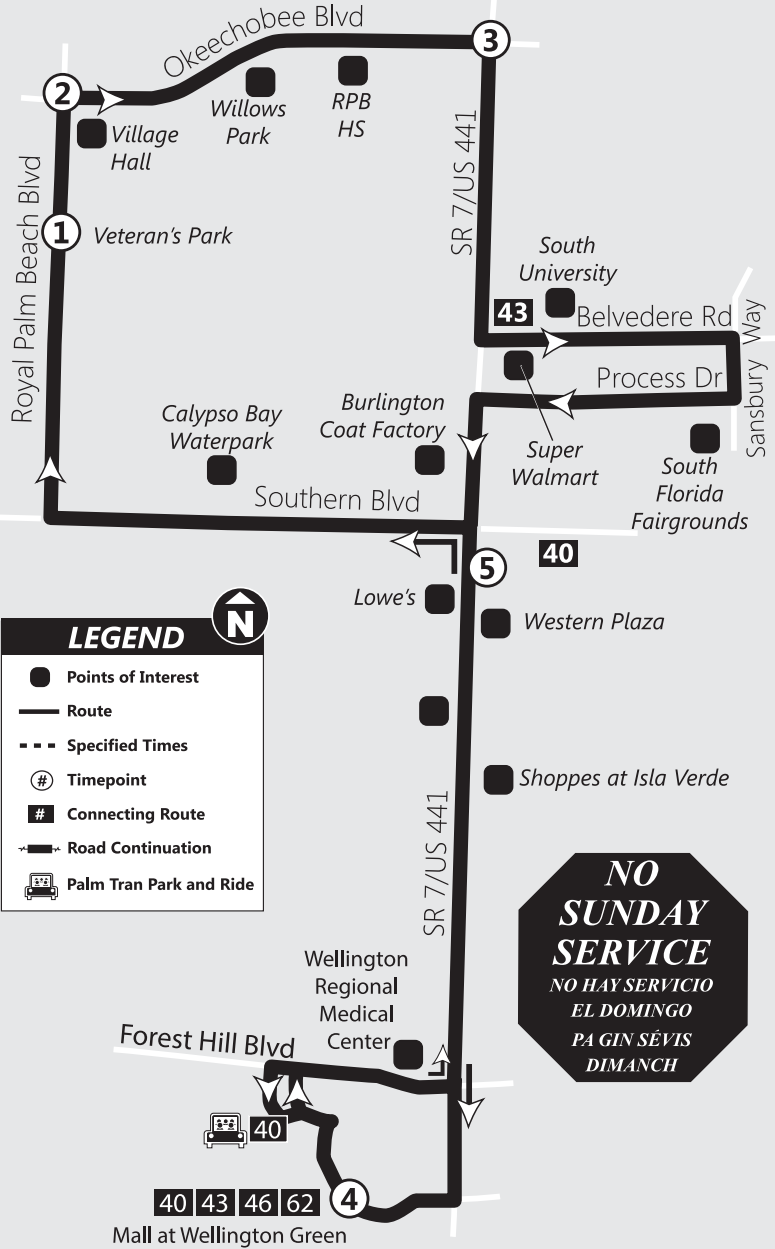 Okeechobee Blvd
3
2
Willows
Park
RPB
HS
Village
Hall
Royal Palm Beach Blvd
1
Veteran's Park
SR 7/US 441
South
University
43
Belvedere Rd
Sansbury Way
Process Dr
Calypso Bay
Waterpark
Burlington
Coat Factory
Super
Walmart
South
Florida
Fairgrounds
Southern Blvd
40
5
Lowe's
Western Plaza
N
LEGEND
Points of Interest
Route
Specified Times
# Timepoint
# Connecting Route
Road Continuation
Palm Tran Park and Ride
Shoppes at Isla Verde
SR 7/US 441
NO
SUNDAY
SERVICE
NO HAY SERVICIO
EL DOMINGO
PA GIN SÉVIS
DIMANCH
Wellington
Regional
Medical
Center
Forest Hill Blvd
40
40 43 46 62
4
Mall at Wellington Green